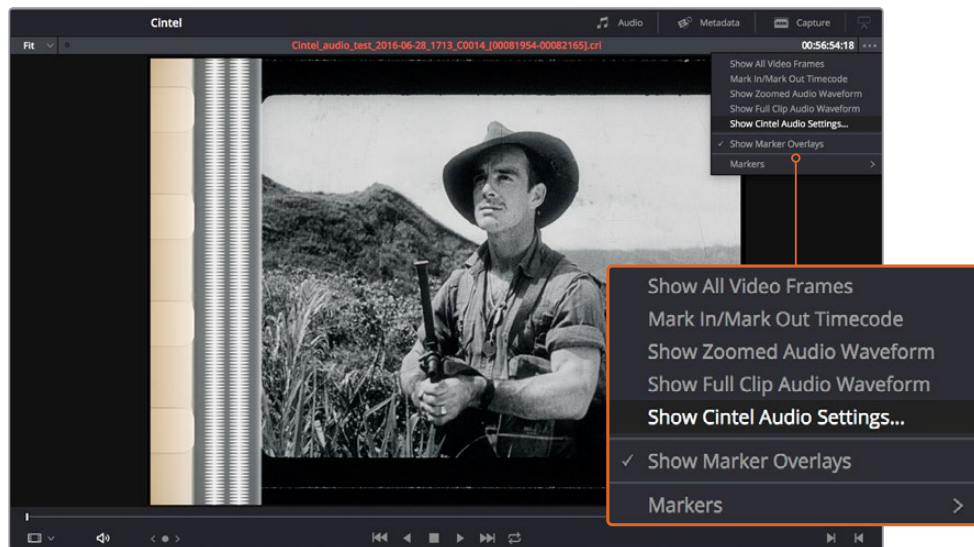 Cintel
Audio
Metadata
Capture
Fit
Cintel_audio_test_2016-06-28_1713_C0014_[00081954-00082165].cri
00:56:54:18
Show All Video Frames
Mark In/Mark Out Timecode
Show Zoomed Audio Waveform
Show Full Clip Audio Waveform
Show Cintel Audio Settings...
Show Marker Overlays
Markers
Show All Video Frames
Mark In/Mark Out Timecode
Show Zoomed Audio Waveform
Show Full Clip Audio Waveform
Show Cintel Audio Settings...
Show Marker Overlays
Markers